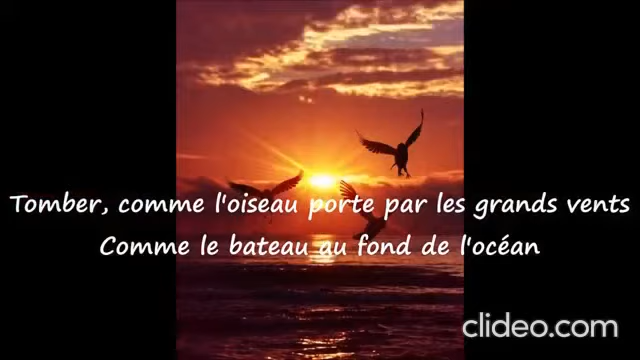 Tomber, comme l'oiseau porte par les grands vents
Comme le bateau au fond de l'océan
clideo.com